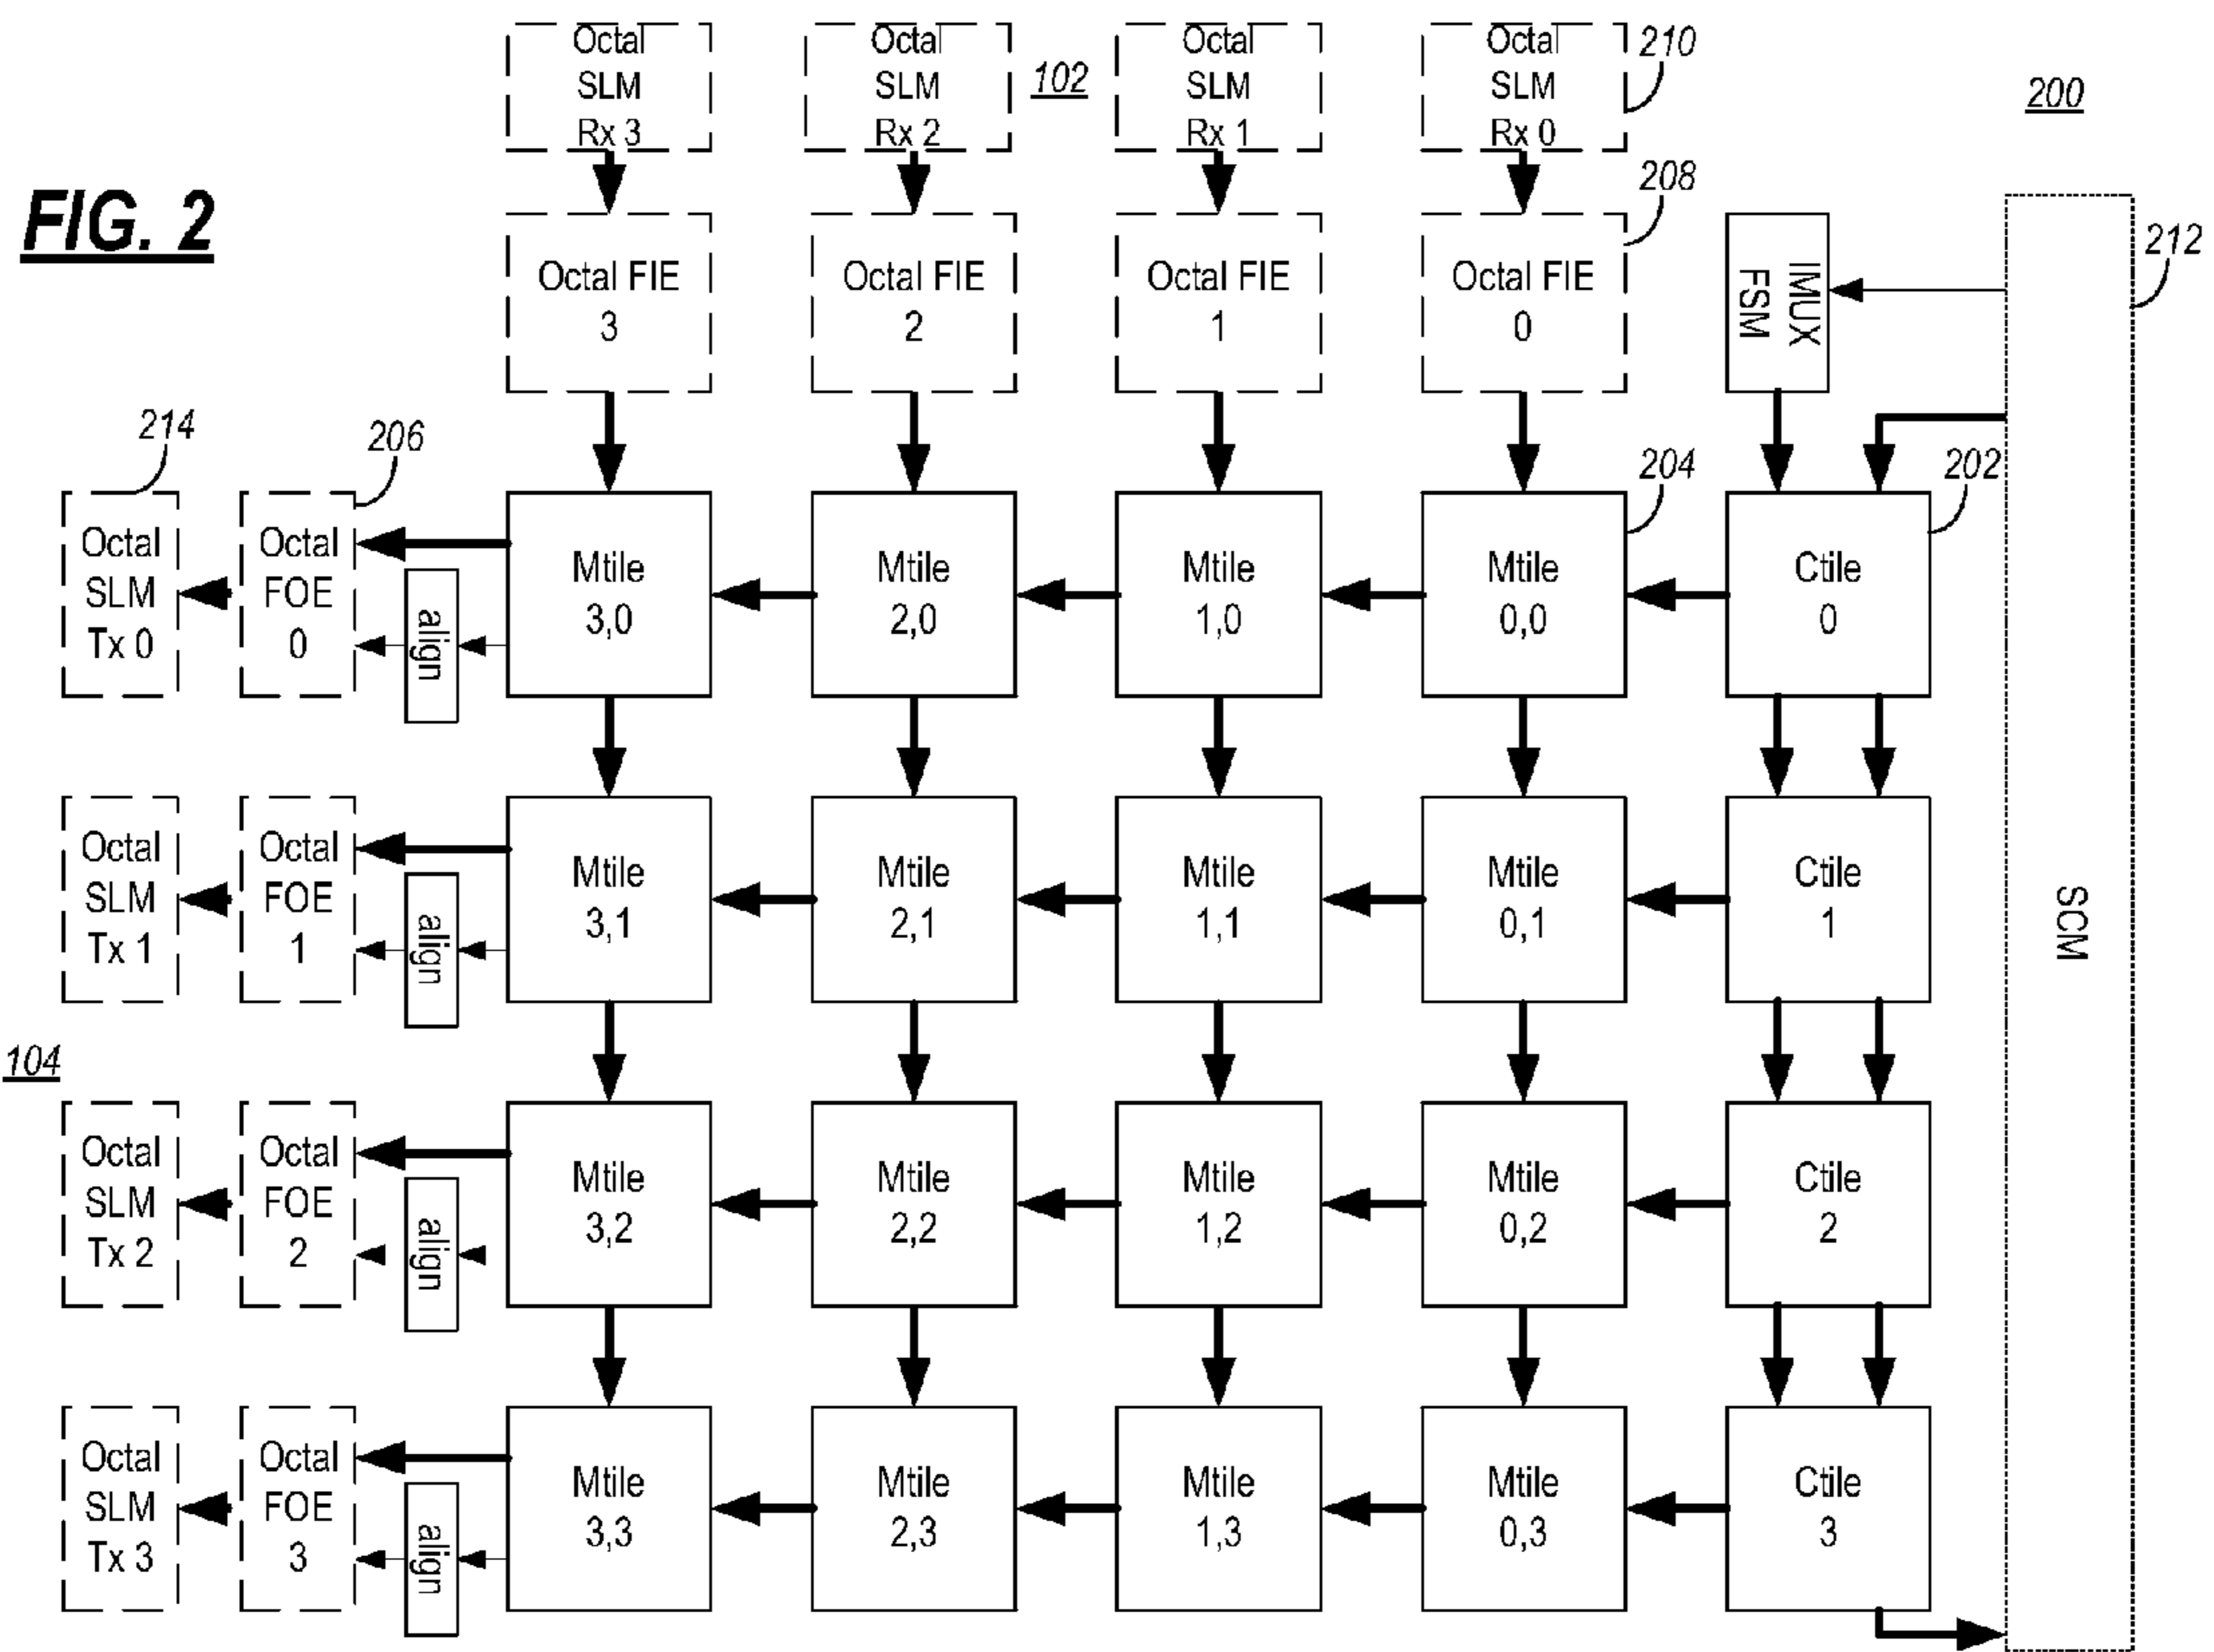 Octal
SLM
Rx 3
Octal
SLM
Rx 2
102
Octal
SLM
Rx 1
Octal
SLM
Rx 0
210
200
FIG. 2
Octal FIE
3
Octal FIE
2
Octal FIE
1
Octal FIE
0
208
IMUX
FSM
212
214
206
204
202
Octal
SLM
Tx 0
Octal
FOE
0
align
Mtile
3,0
Mtile
2,0
Mtile
1,0
Mtile
0,0
Ctile
0
Octal
SLM
Tx 1
Octal
FOE
1
align
Mtile
3,1
Mtile
2,1
Mtile
1,1
Mtile
0,1
Ctile
1
SCM
104
Octal
SLM
Tx 2
Octal
FOE
2
align
Mtile
3,2
Mtile
2,2
Mtile
1,2
Mtile
0,2
Ctile
2
Octal
SLM
Tx 3
Octal
FOE
3
align
Mtile
3,3
Mtile
2,3
Mtile
1,3
Mtile
0,3
Ctile
3